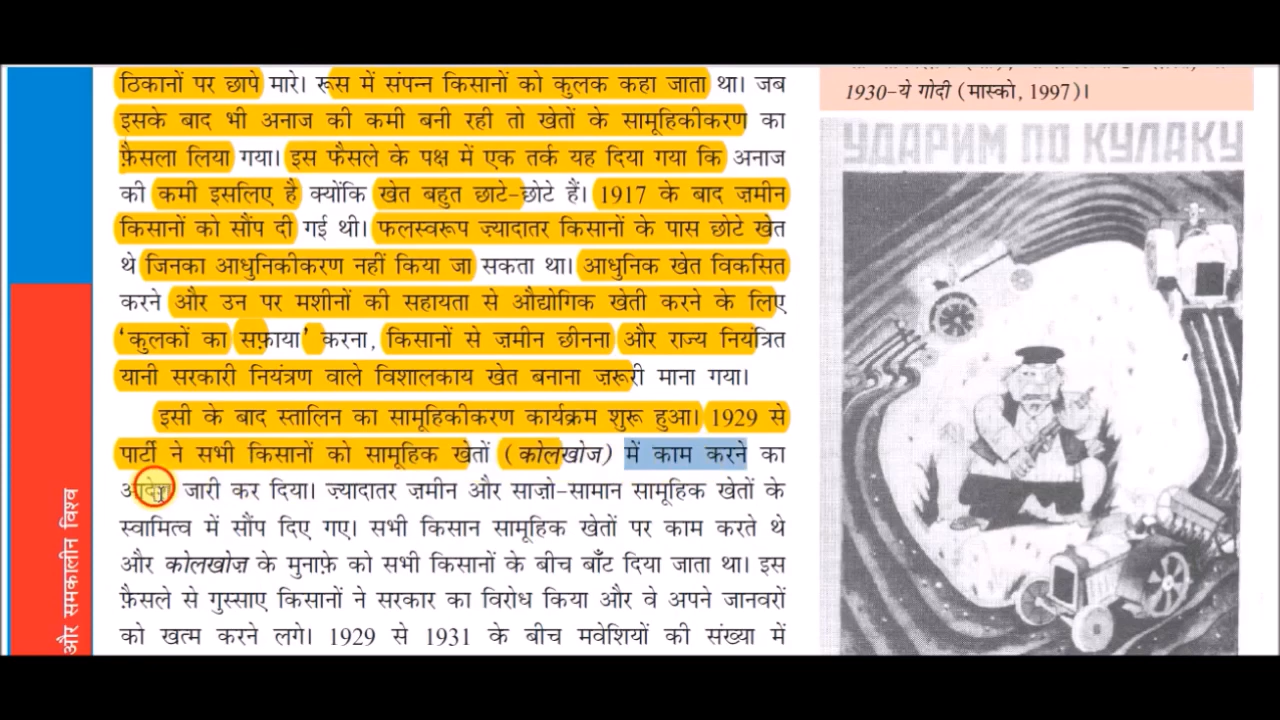 ठिकानों पर छापे मारे। रूस में संपन्न किसानों को कुलक कहा जाता था। जब
इसके बाद भी अनाज की कमी बनी रही तो खेतों के सामूहिकीकरण का
फ़ैसला लिया गया। इस फैसले के पक्ष में एक तर्क यह दिया गया कि अनाज
की कमी इसलिए है क्योंकि खेत बहुत छाटे-छोटे हैं। 1917 के बाद ज़मीन
किसानों को सौंप दी गई थी। फलस्वरूप ज्यादातर किसानों के पास छोटे खेत
थे जिनका आधुनिकीकरण नहीं किया जा सकता था। आधुनिक खेत विकसित
करने और उन पर मशीनों की सहायता से औद्योगिक खेती करने के लिए
‘कुलकों का सफ़ाया’ करना, किसानों से ज़मीन छीनना और राज्य नियंत्रित
यानी सरकारी नियंत्रण वाले विशालकाय खेत बनाना ज़रूरी माना गया।
इसी के बाद स्तालिन का सामूहिकीकरण कार्यक्रम शुरू हुआ। 1929 से
पार्टी ने सभी किसानों को सामूहिक खेतों (कोलखोज) में काम करने का
आदेश जारी कर दिया। ज्यादातर ज़मीन और साज़ो-सामान सामूहिक खेतों के
स्वामित्व में सौंप दिए गए। सभी किसान सामूहिक खेतों पर काम करते थे
और कोलखोज़ के मुनाफ़े को सभी किसानों के बीच बाँट दिया जाता था। इस
फ़ैसले से गुस्साए किसानों ने सरकार का विरोध किया और वे अपने जानवरों
को खत्म करने लगे। 1929 से 1931 के बीच मवेशियों की संख्या में
1930-ये गोदी (मास्को, 1997)।
УДАРИМ ПО КУЛАКУ
और समकालीन विश्व